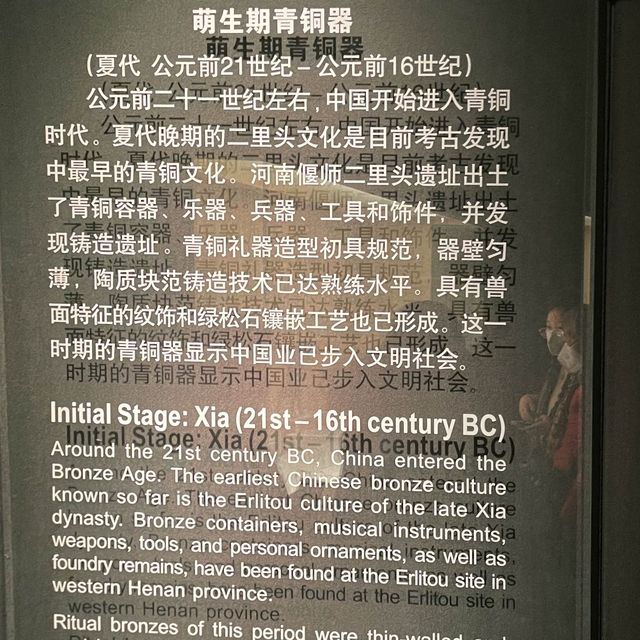 萌生期青铜器
（夏代 公元前21世纪–公元前16世纪）
公元前二十一世纪左右，中国开始进入青铜
时代。夏代晚期的二里头文化是目前考古发现
中最早的青铜文化。河南偃师二里头遗址出土
了青铜容器、乐器、兵器、工具和饰件，并发
现铸造遗址。青铜礼器造型初具规范，器壁匀
薄，陶质块范铸造技术已达熟练水平。具有兽
面特征的纹饰和绿松石镶嵌工艺也已形成。这一
时期的青铜器显示中国业已步入文明社会。
Initial Stage: Xia (21st – 16th century BC)
Around the 21st century BC, China entered the
Bronze Age. The earliest Chinese bronze culture
known so far is the Erlitou culture of the late Xia
dynasty. Bronze containers, musical instruments,
weapons, tools, and personal ornaments, as well as
foundry remains, have been found at the Erlitou site in
western Henan province.
Ritual bronzes of this period were thin-walled and